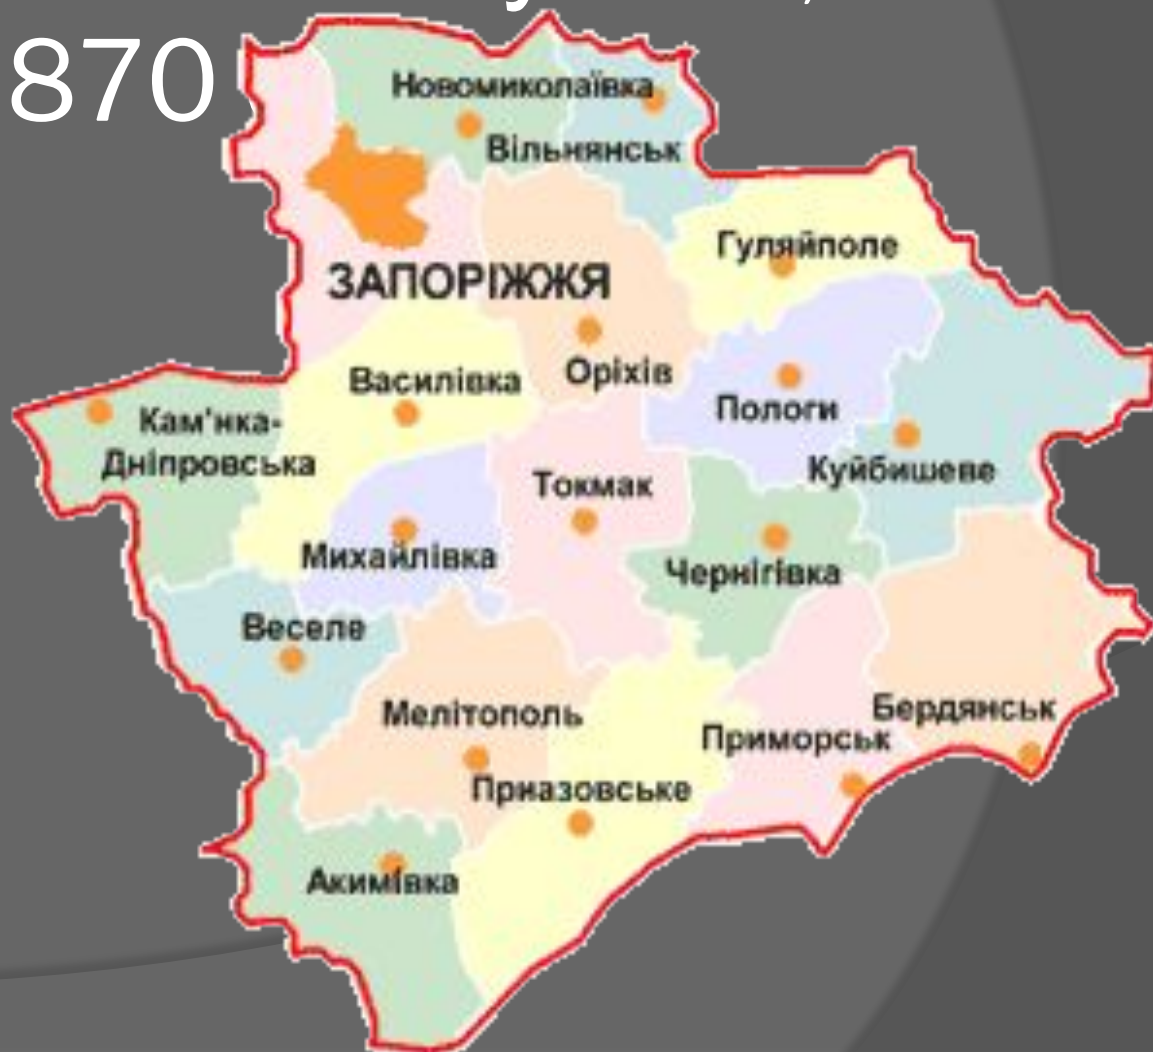 870
Новомиколаївка
Вільнянськ
Гуляйполе
ЗАПОРІЖЖЯ
Оріхів
Василівка
Пологи
Кам'нка-
Дніпровська
Куйбишеве
Токмак
Михайлівка
Чернігівка
Веселе
Мелітополь
Бердянськ
Приморськ
Приазовське
Акимівка